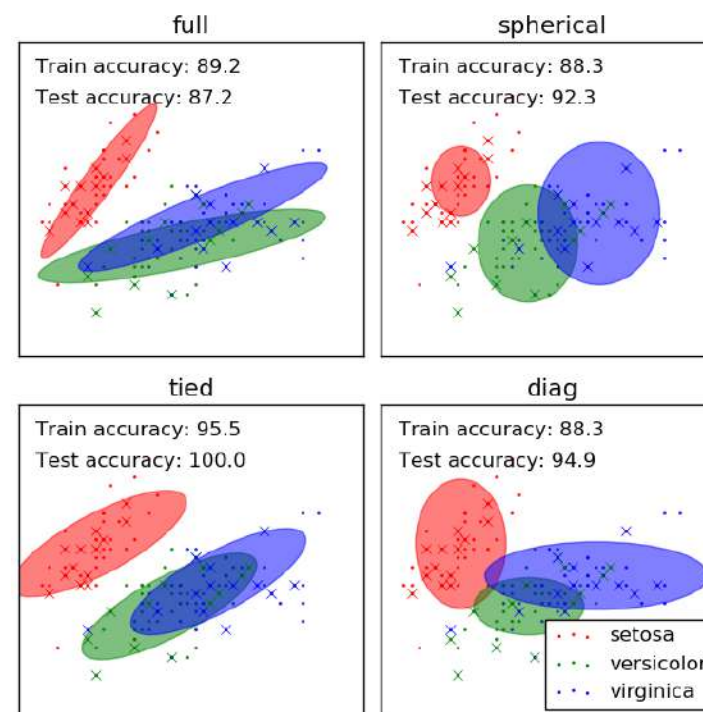 full
Train accuracy: 89.2
Test accuracy: 87.2
spherical
Train accuracy: 88.3
Test accuracy: 92.3
tied
Train accuracy: 95.5
Test accuracy: 100.0
diag
Train accuracy: 88.3
Test accuracy: 94.9
setosa
versicolor
virginica